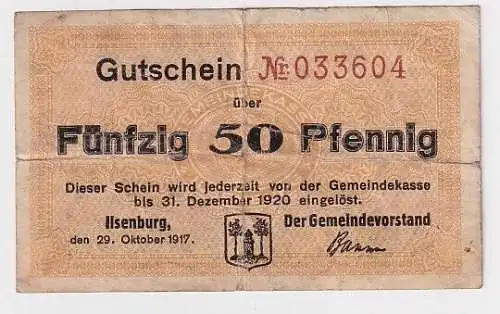 Gutschein Nr 033604
über
Fünfzig 50 Pfennig
Dieser Schein wird jederzeit von der Gemeindekasse
bis 31. Dezember 1920 eingelöst.
Ilsenburg, Der Gemeindevorstand
den 29. Oktober 1917.